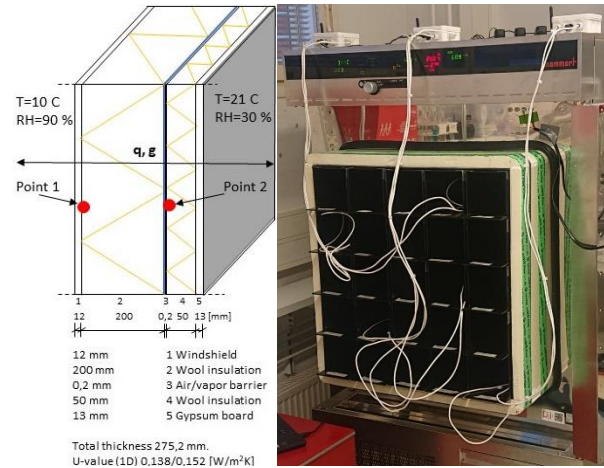 T=10 C
RH=90 %
T=21 C
RH=30 %
q, g
Point 1
Point 2
1 2 3 4 5
12 200 0,2 50 13 [mm]
12 mm 1 Windshield
200 mm 2 Wool insulation
0,2 mm 3 Air/vapor barrier
50 mm 4 Wool insulation
13 mm 5 Gypsum board
Total thickness 275,2 mm.
U-value (1D) 0,138/0,152 [W/m²K]
memmert